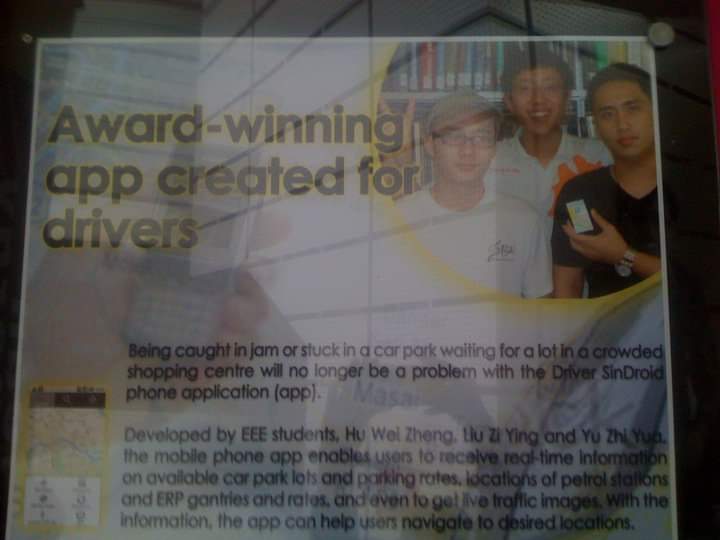 Award-winning
app created for
drivers
Being caught in jam or stuck in a car park waiting for a lot in a crowded
shopping centre will no longer be a problem with the Driver SinDroid
phone application (app).
Developed by EEE students, Hu Wei Zheng, Liu Zi Ying and Yu Zhi Yua,
the mobile phone app enables users to receive real-time information
on available car park lots and parking rates, locations of petrol stations
and ERP gantries and rates, and even to get live traffic images. With the
information, the app can help users navigate to desired locations.